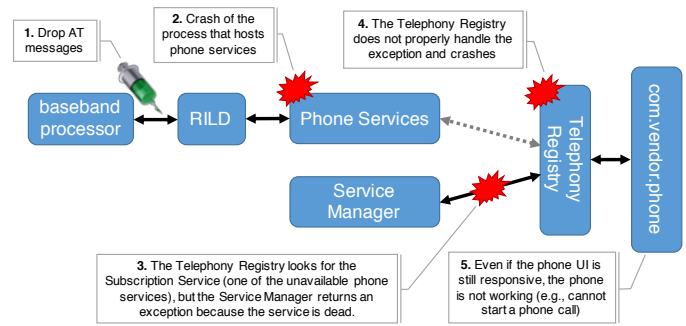 1. Drop AT
messages
2. Crash of the
process that hosts
phone services
4. The Telephony Registry
does not properly handle the
exception and crashes
baseband
processor
RILD
Phone Services
Telephony
Registry
com.vendor.phone
Service
Manager
3. The Telephony Registry looks for the
Subscription Service (one of the unavailable phone
services), but the Service Manager returns an
exception because the service is dead.
5. Even if the phone UI is
still responsive, the phone
is not working (e.g., cannot
start a phone call)